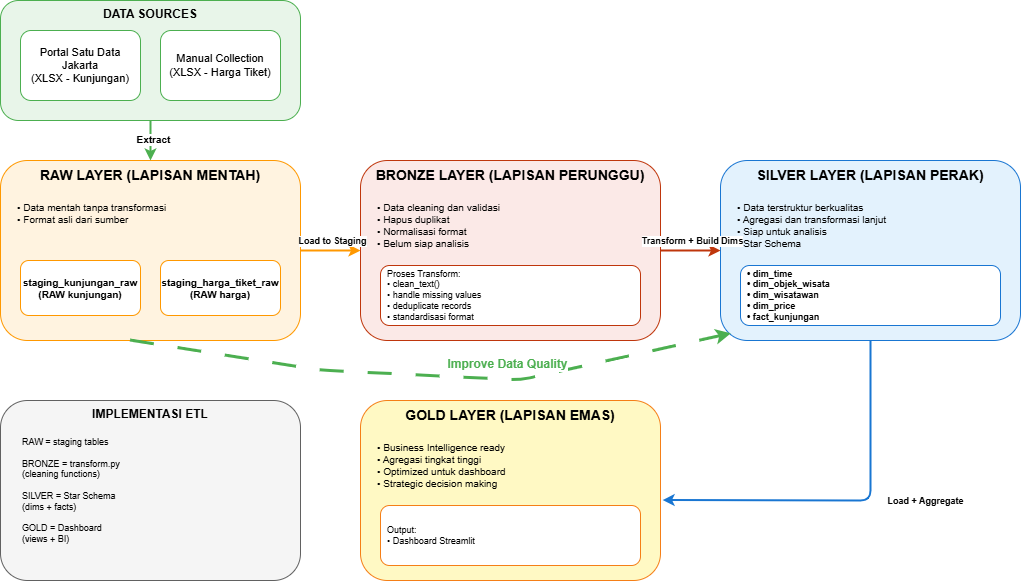 DATA SOURCES
Portal Satu Data
Jakarta
(XLSX - Kunjungan)
Manual Collection
(XLSX - Harga Tiket)
Extract
RAW LAYER (LAPISAN MENTAH)
• Data mentah tanpa transformasi
• Format asli dari sumber
staging_kunjungan_raw
(RAW kunjungan)
staging_harga_tiket_raw
(RAW harga)
Load to Staging
BRONZE LAYER (LAPISAN PERUNGGU)
• Data cleaning dan validasi
• Hapus duplikat
• Normalisasi format
• Belum siap analisis
Proses Transform:
• clean_text()
• handle missing values
• deduplicate records
• standardisasi format
Transform + Build Dims
SILVER LAYER (LAPISAN PERAK)
• Data terstruktur berkualitas
• Agregasi dan transformasi lanjut
• Siap untuk analisis
• Star Schema
• dim_time
• dim_objek_wisata
• dim_wisatawan
• dim_price
• fact_kunjungan
Improve Data Quality
IMPLEMENTASI ETL
RAW = staging tables
BRONZE = transform.py
(cleaning functions)
SILVER = Star Schema
(dims + facts)
GOLD = Dashboard
(views + BI)
GOLD LAYER (LAPISAN EMAS)
• Business Intelligence ready
• Agregasi tingkat tinggi
• Optimized untuk dashboard
• Strategic decision making
Output:
• Dashboard Streamlit
Load + Aggregate